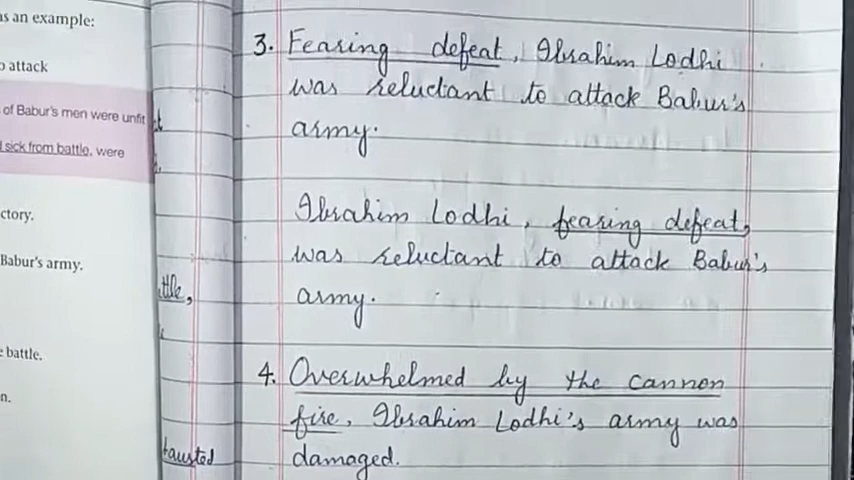 as an example:
o attack
of Babur's men were unfit
sick from battle, were
ctory.
Babur's army.
battle.
n.
ttle,
hausted
3. Fearing defeat, Ibrahim Lodhi
was reluctant to attack Babur's
army.
Ibrahim Lodhi, fearing defeat,
was reluctant to attack Babur's
army.
4. Overwhelmed by the cannon
fire, Ibrahim Lodhi's army was
damaged.